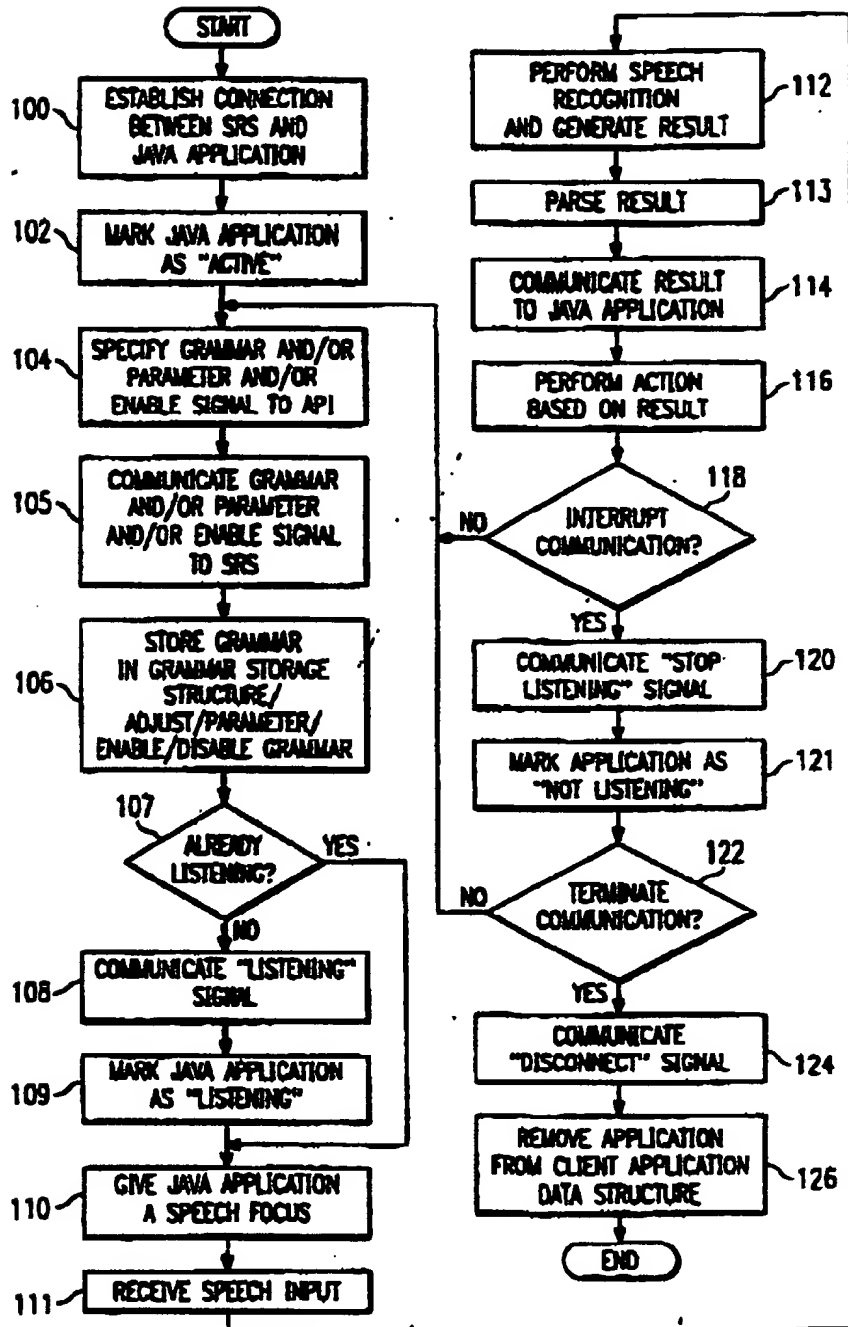 START
100
ESTABLISH CONNECTION
BETWEEN SRS AND
JAVA APPLICATION
102
MARK JAVA APPLICATION
AS "ACTIVE"
104
SPECIFY GRAMMAR AND/OR
PARAMETER AND/OR
ENABLE SIGNAL TO API
105
COMMUNICATE GRAMMAR
AND/OR PARAMETER
AND/OR ENABLE SIGNAL
TO SRS
106
STORE GRAMMAR
IN GRAMMAR STORAGE
STRUCTURE/
ADJUST/PARAMETER/
ENABLE/DISABLE GRAMMAR
107
ALREADY
LISTENING?
YES
NO
108
COMMUNICATE "LISTENING"
SIGNAL
109
MARK JAVA APPLICATION
AS "LISTENING"
110
GIVE JAVA APPLICATION
A SPEECH FOCUS
111
RECEIVE SPEECH INPUT
PERFORM SPEECH
RECOGNITION
AND GENERATE RESULT
112
PARSE RESULT
113
COMMUNICATE RESULT
TO JAVA APPLICATION
114
PERFORM ACTION
BASED ON RESULT
116
118
INTERRUPT
COMMUNICATION?
NO
YES
COMMUNICATE "STOP
LISTENING" SIGNAL
120
MARK APPLICATION AS
"NOT LISTENING"
121
122
TERMINATE
COMMUNICATION?
NO
YES
COMMUNICATE
"DISCONNECT" SIGNAL
124
REMOVE APPLICATION
FROM CLIENT APPLICATION
DATA STRUCTURE
126
END